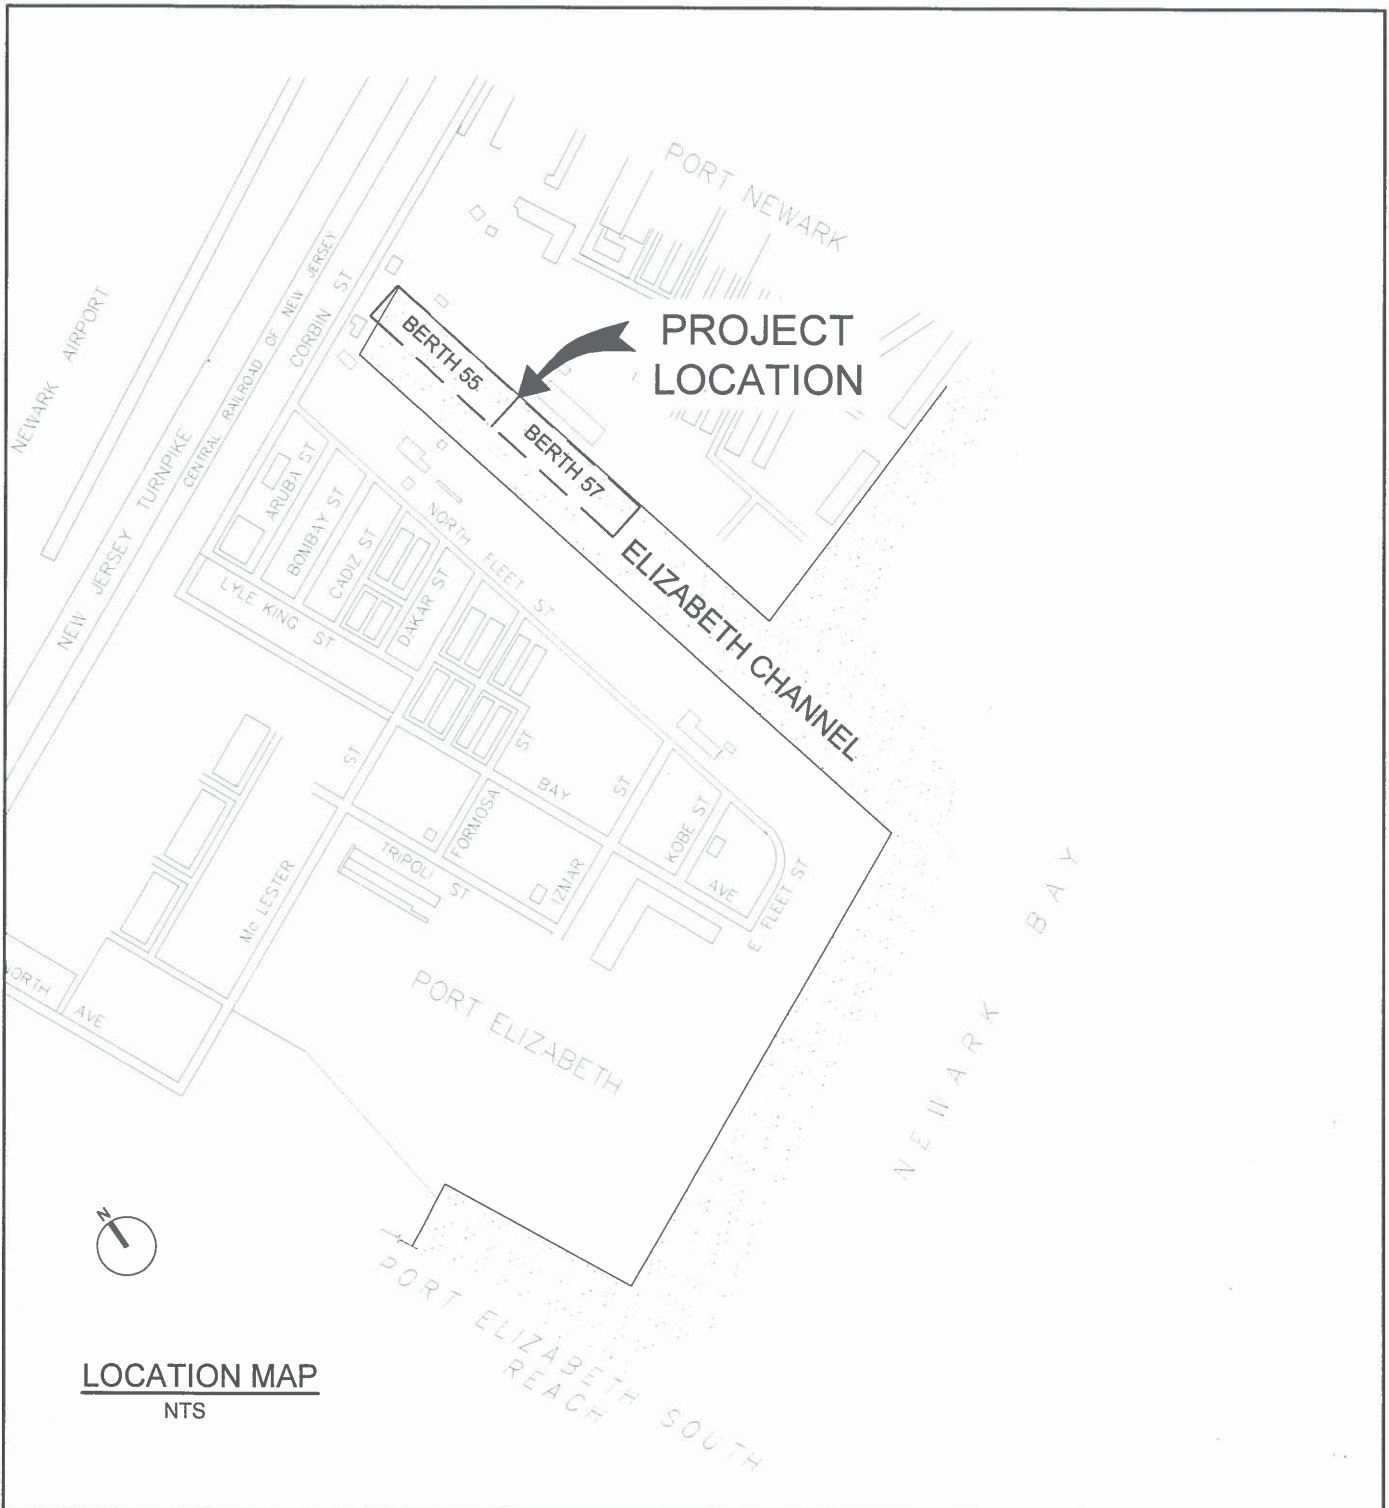 PORT NEWARK
PROJECT
LOCATION
NEWARK AIRPORT
NEW JERSEY TURNPIKE
CENTRAL RAILROAD OF NEW JERSEY
CORBIN ST
BERTH 55
BERTH 57
ELIZABETH CHANNEL
ARUBA ST
BOMBAY ST
CADIZ ST
DAKAR ST
NORTH FLEET ST
LYLE KING ST
ST
BAY
ST
FORMOSA
ST
KOBE ST
TRIPOLI ST
IZMAR
AVE
E FLEET ST
Mc LESTER
NORTH AVE
PORT ELIZABETH
NEWARK BAY
N
PORT ELIZABETH SOUTH
REACH
LOCATION MAP
NTS